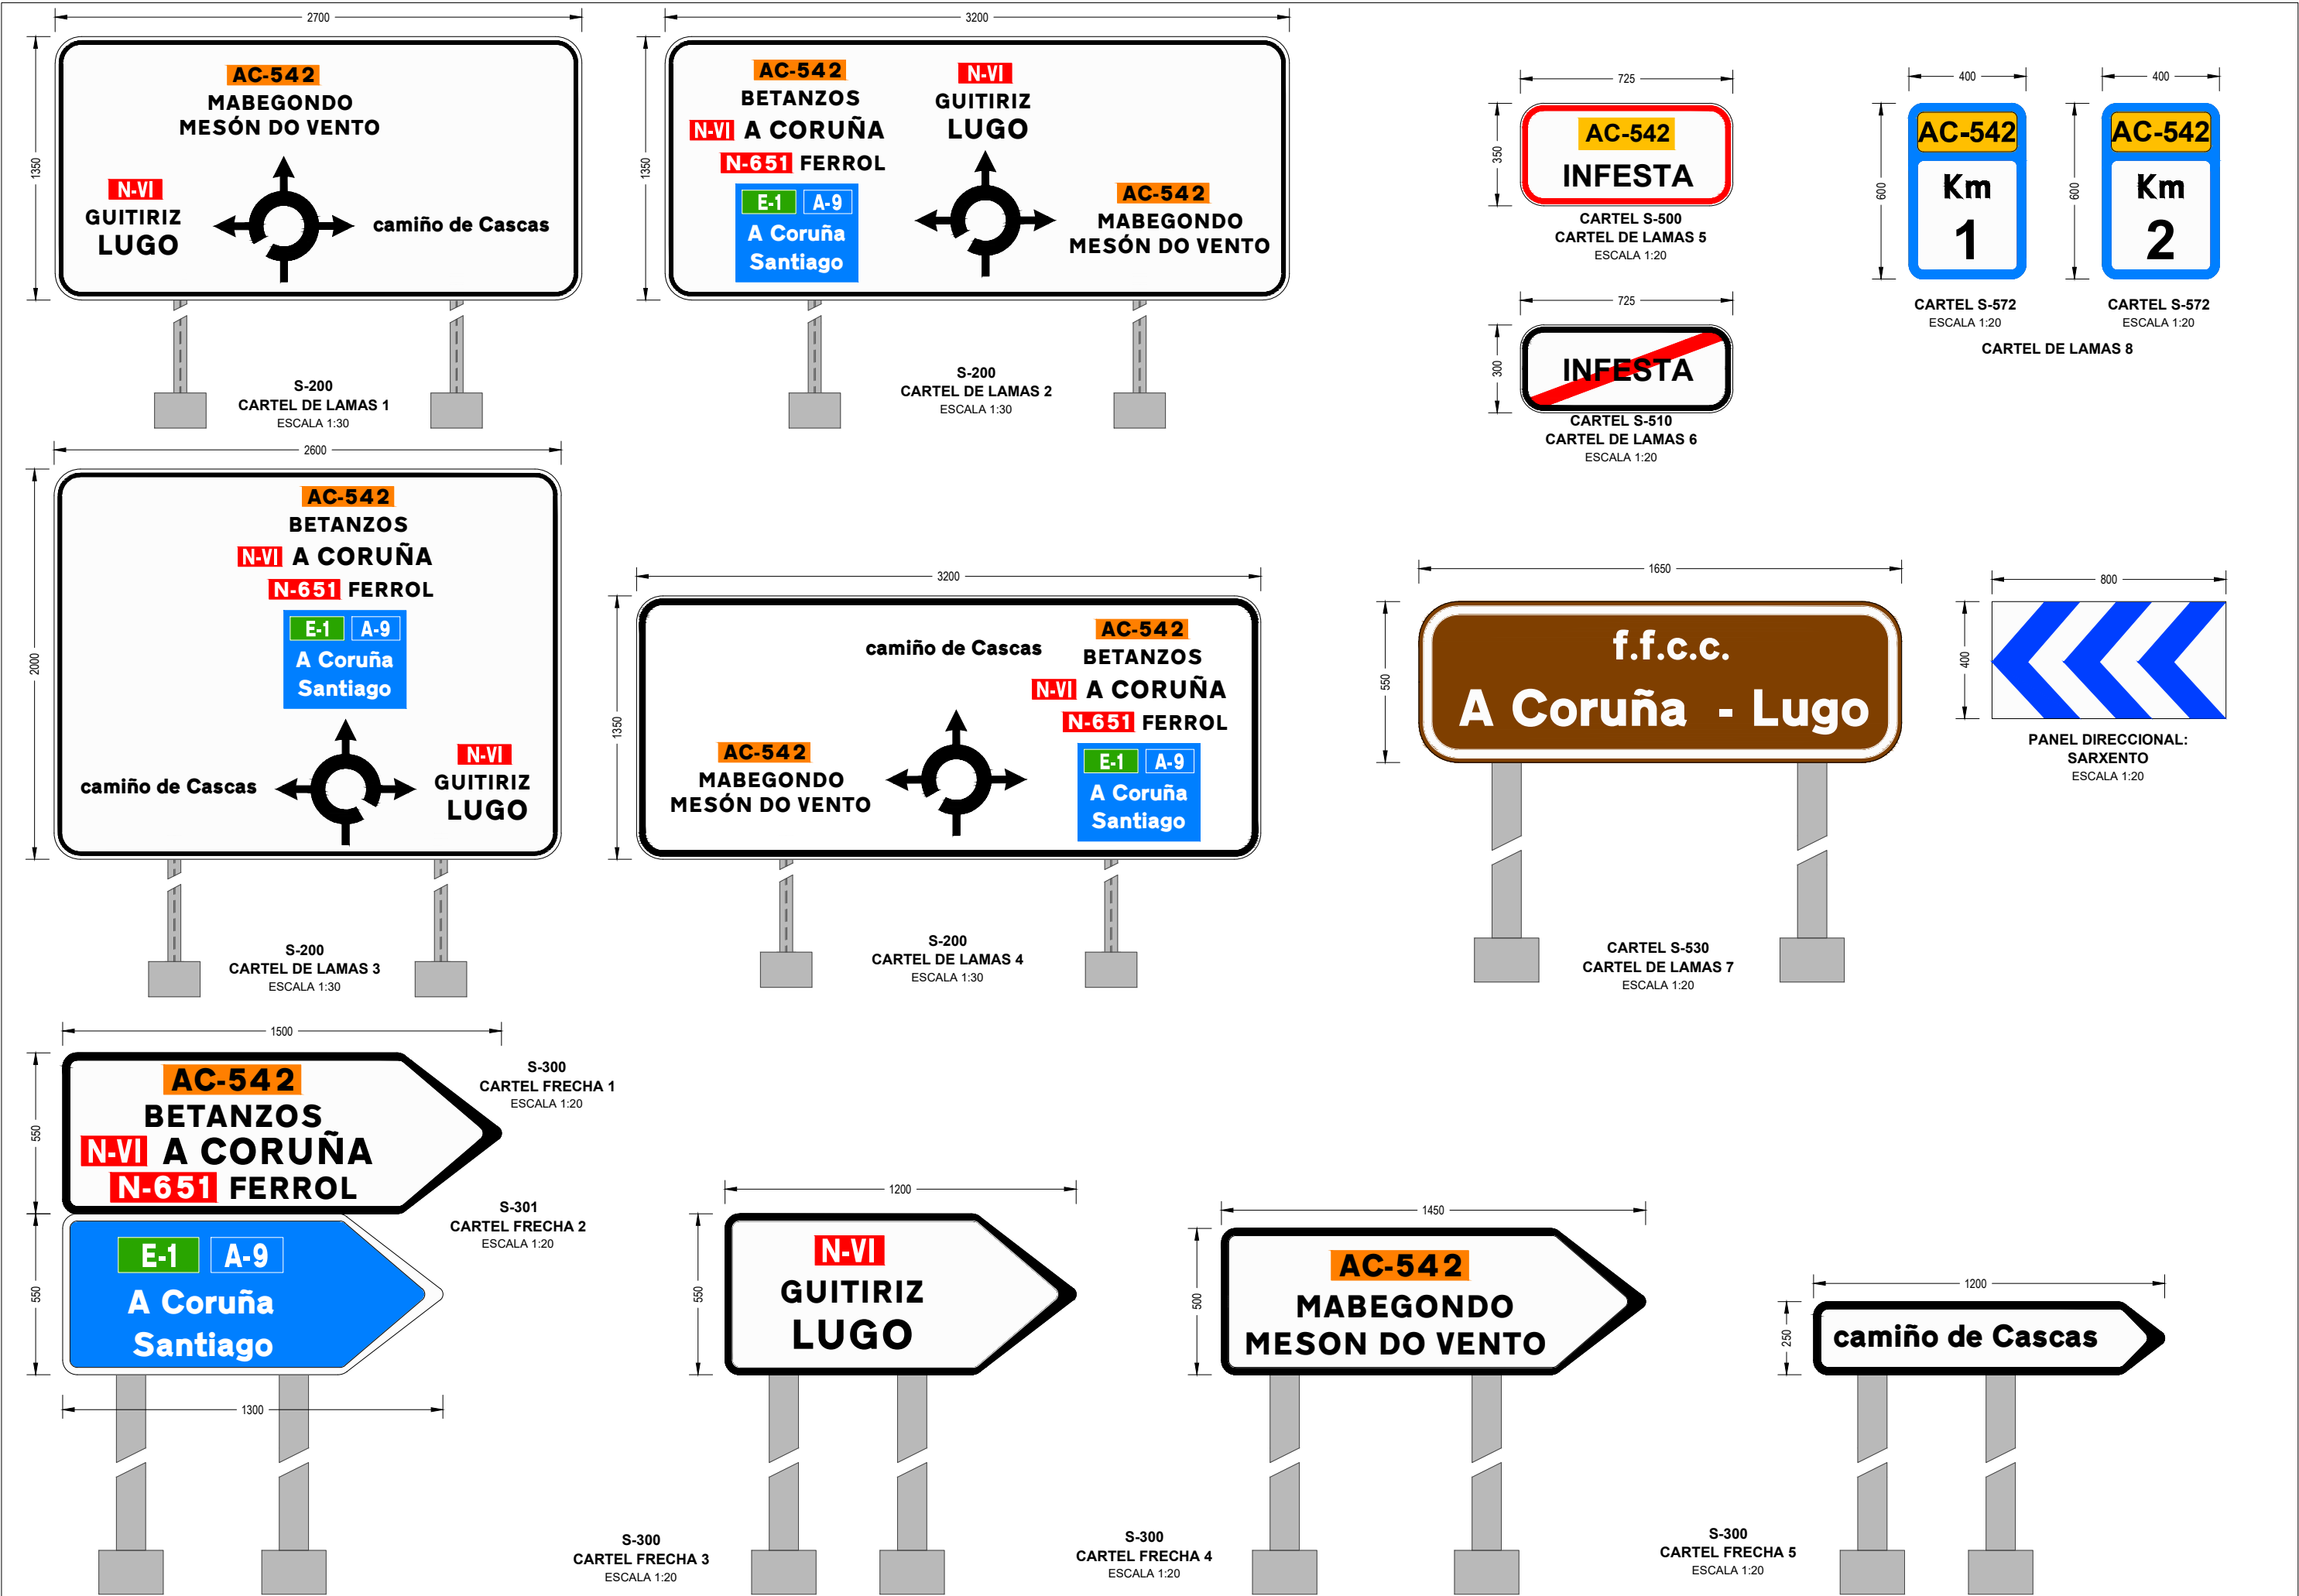 2700
1350
AC-542
MABEGONDO
MESÓN DO VENTO
N-VI
GUITIRIZ
LUGO
camiño de Cascas
S-200
CARTEL DE LAMAS 1
ESCALA 1:30
3200
1350
AC-542
BETANZOS
N-VI A CORUÑA
N-651 FERROL
E-1 A-9
A Coruña
Santiago
N-VI
GUITIRIZ
LUGO
AC-542
MABEGONDO
MESÓN DO VENTO
S-200
CARTEL DE LAMAS 2
ESCALA 1:30
725
350
AC-542
INFESTA
CARTEL S-500
CARTEL DE LAMAS 5
ESCALA 1:20
725
300
INFESTA
CARTEL S-510
CARTEL DE LAMAS 6
ESCALA 1:20
400
600
AC-542
Km
1
CARTEL S-572
ESCALA 1:20
400
600
AC-542
Km
2
CARTEL S-572
ESCALA 1:20
CARTEL DE LAMAS 8
2600
2000
AC-542
BETANZOS
N-VI A CORUÑA
N-651 FERROL
E-1 A-9
A Coruña
Santiago
camiño de Cascas
N-VI
GUITIRIZ
LUGO
S-200
CARTEL DE LAMAS 3
ESCALA 1:30
3200
1350
camiño de Cascas
AC-542
BETANZOS
N-VI A CORUÑA
N-651 FERROL
E-1 A-9
A Coruña
Santiago
AC-542
MABEGONDO
MESÓN DO VENTO
S-200
CARTEL DE LAMAS 4
ESCALA 1:30
1650
550
f.f.c.c.
A Coruña - Lugo
CARTEL S-530
CARTEL DE LAMAS 7
ESCALA 1:20
800
400
PANEL DIRECCIONAL:
SARXENTO
ESCALA 1:20
1500
550
AC-542
BETANZOS
N-VI A CORUÑA
N-651 FERROL
S-300
CARTEL FRECHA 1
ESCALA 1:20
550
E-1 A-9
A Coruña
Santiago
1300
S-301
CARTEL FRECHA 2
ESCALA 1:20
1200
550
N-VI
GUITIRIZ
LUGO
S-300
CARTEL FRECHA 3
ESCALA 1:20
1450
500
AC-542
MABEGONDO
MESON DO VENTO
S-300
CARTEL FRECHA 4
ESCALA 1:20
1200
250
camiño de Cascas
S-300
CARTEL FRECHA 5
ESCALA 1:20